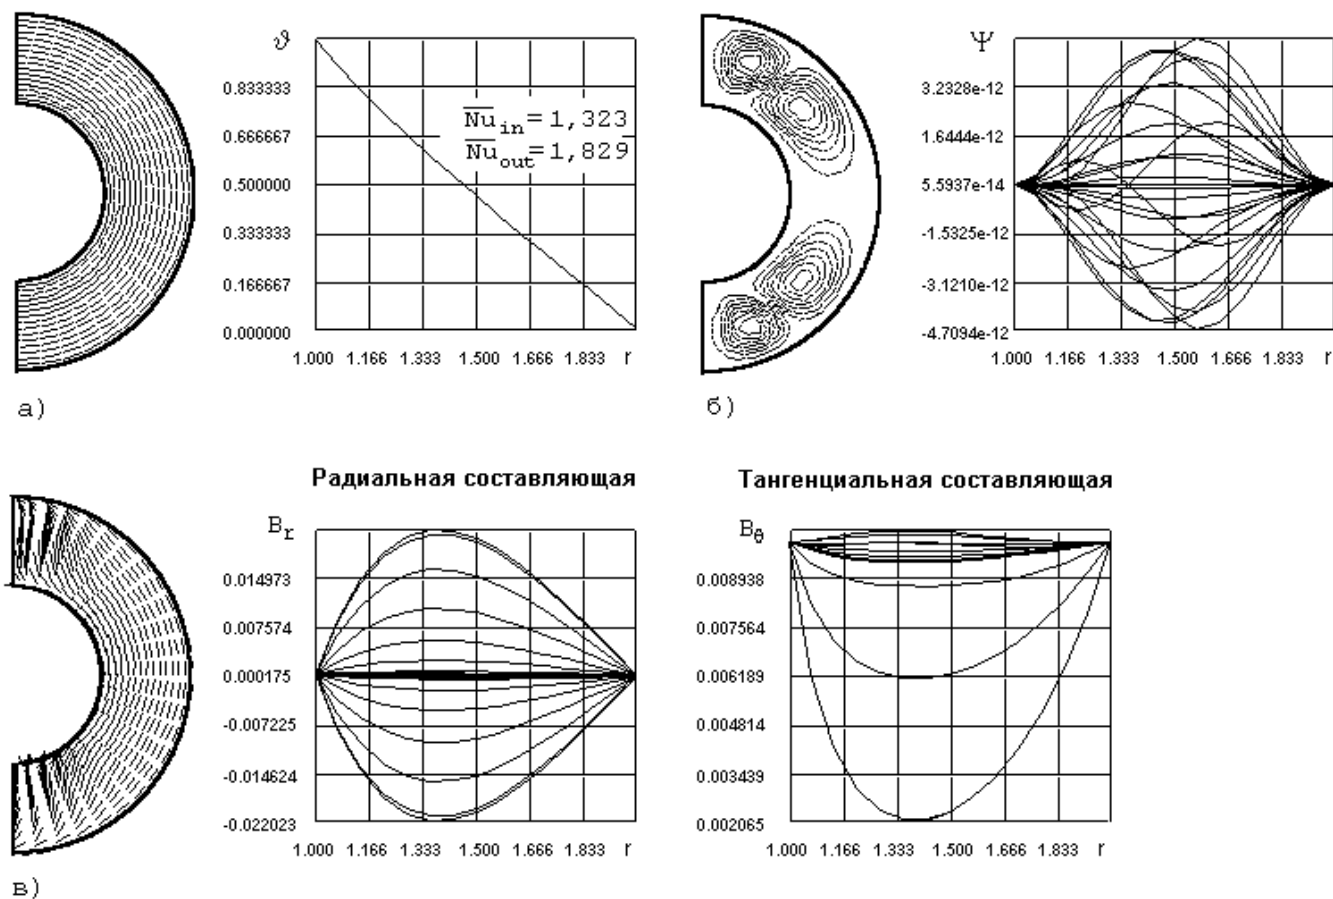 ϑ
0.833333
0.666667
0.500000
0.333333
0.166667
0.000000
Nu in = 1,323
Nu out = 1,829
1.000 1.166 1.333 1.500 1.666 1.833 r
а)
Ψ
3.2328e-12
1.6444e-12
5.5937e-14
-1.5325e-12
-3.1210e-12
-4.7094e-12
1.000 1.166 1.333 1.500 1.666 1.833 r
б)
Радиальная составляющая
B r
0.014973
0.007574
0.000175
-0.007225
-0.014624
-0.022023
1.000 1.166 1.333 1.500 1.666 1.833 r
Тангенциальная составляющая
B θ
0.008938
0.007564
0.006189
0.004814
0.003439
0.002065
1.000 1.166 1.333 1.500 1.666 1.833 r
в)